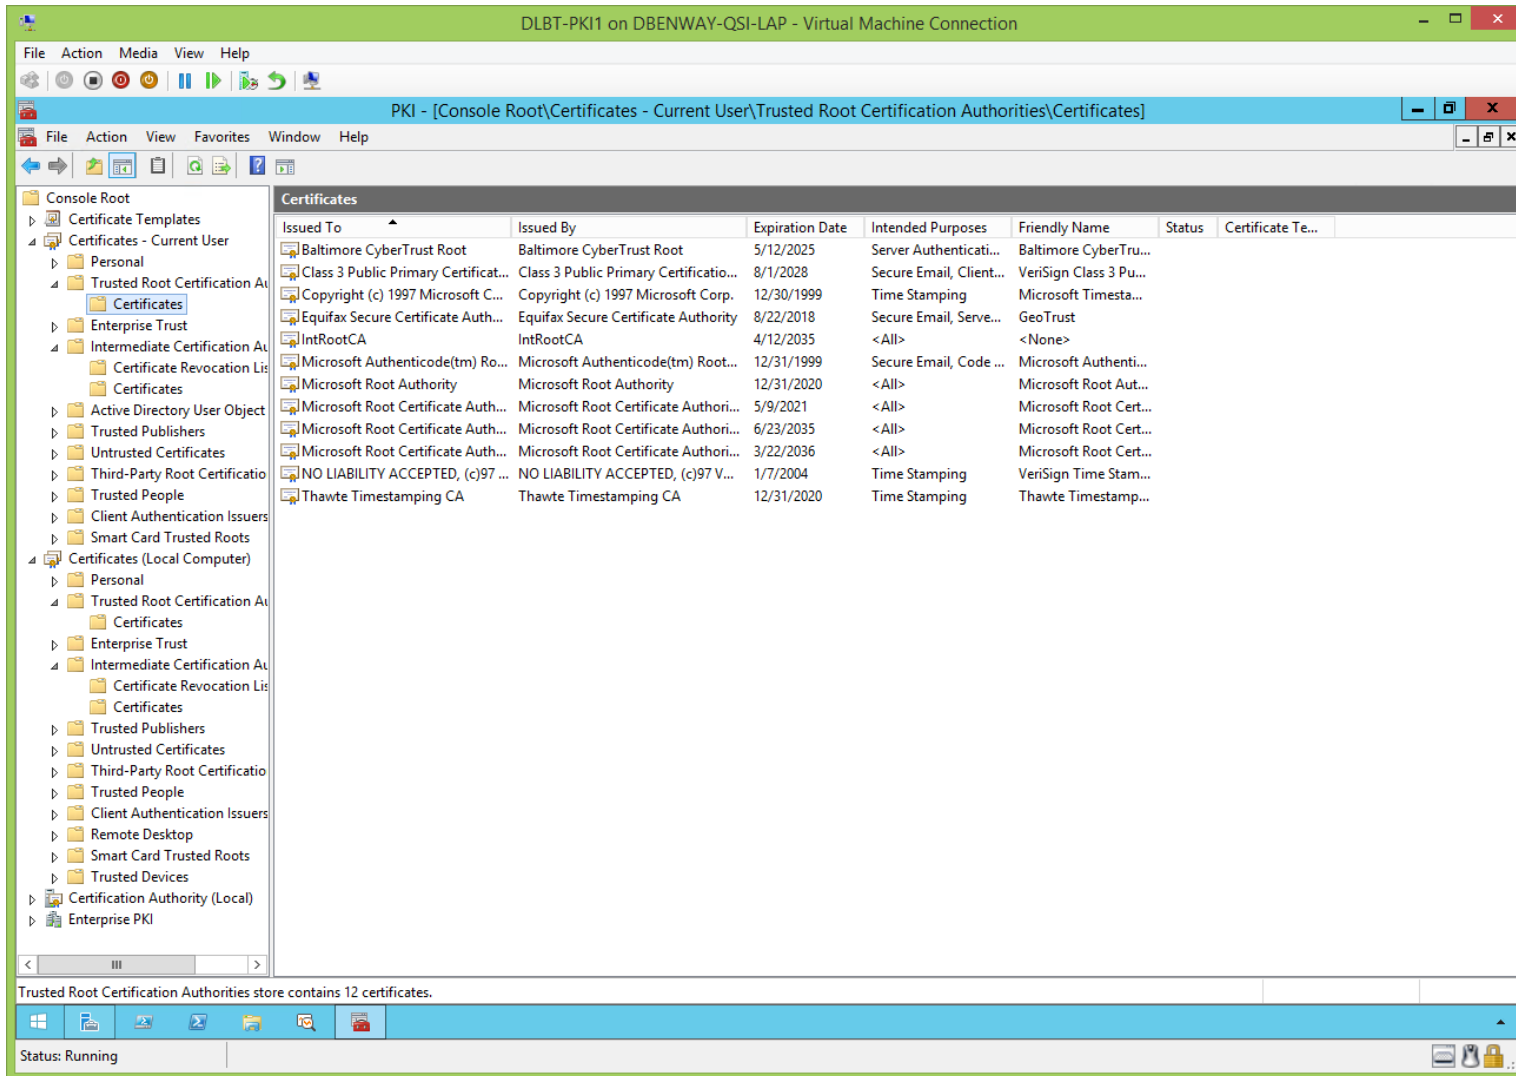 DLBT-PKI1 on DBENWAY-QSI-LAP - Virtual Machine Connection
File Action Media View Help
PKI - [Console Root\Certificates - Current User\Trusted Root Certification Authorities\Certificates]
File Action View Favorites Window Help
Console Root
Certificate Templates
Certificates - Current User
Personal
Trusted Root Certification Au
Certificates
Enterprise Trust
Intermediate Certification Au
Certificate Revocation Lis
Certificates
Active Directory User Object
Trusted Publishers
Untrusted Certificates
Third-Party Root Certificatio
Trusted People
Client Authentication Issuers
Smart Card Trusted Roots
Certificates (Local Computer)
Personal
Trusted Root Certification Au
Certificates
Enterprise Trust
Intermediate Certification Au
Certificate Revocation Lis
Certificates
Trusted Publishers
Untrusted Certificates
Third-Party Root Certificatio
Trusted People
Client Authentication Issuers
Remote Desktop
Smart Card Trusted Roots
Trusted Devices
Certification Authority (Local)
Enterprise PKI
Certificates
Issued To Issued By Expiration Date Intended Purposes Friendly Name Status Certificate Te...
Baltimore CyberTrust Root Baltimore CyberTrust Root 5/12/2025 Server Authenticati... Baltimore CyberTru...
Class 3 Public Primary Certificat... Class 3 Public Primary Certificatio... 8/1/2028 Secure Email, Client... VeriSign Class 3 Pu...
Copyright (c) 1997 Microsoft C... Copyright (c) 1997 Microsoft Corp. 12/30/1999 Time Stamping Microsoft Timesta...
Equifax Secure Certificate Auth... Equifax Secure Certificate Authority 8/22/2018 Secure Email, Serve... GeoTrust
IntRootCA IntRootCA 4/12/2035 <All> <None>
Microsoft Authenticode(tm) Ro... Microsoft Authenticode(tm) Root... 12/31/1999 Secure Email, Code ... Microsoft Authenti...
Microsoft Root Authority Microsoft Root Authority 12/31/2020 <All> Microsoft Root Aut...
Microsoft Root Certificate Auth... Microsoft Root Certificate Authori... 5/9/2021 <All> Microsoft Root Cert...
Microsoft Root Certificate Auth... Microsoft Root Certificate Authori... 6/23/2035 <All> Microsoft Root Cert...
Microsoft Root Certificate Auth... Microsoft Root Certificate Authori... 3/22/2036 <All> Microsoft Root Cert...
NO LIABILITY ACCEPTED, (c)97 ... NO LIABILITY ACCEPTED, (c)97 V... 1/7/2004 Time Stamping VeriSign Time Stam...
Thawte Timestamping CA Thawte Timestamping CA 12/31/2020 Time Stamping Thawte Timestamp...
Trusted Root Certification Authorities store contains 12 certificates.
Status: Running